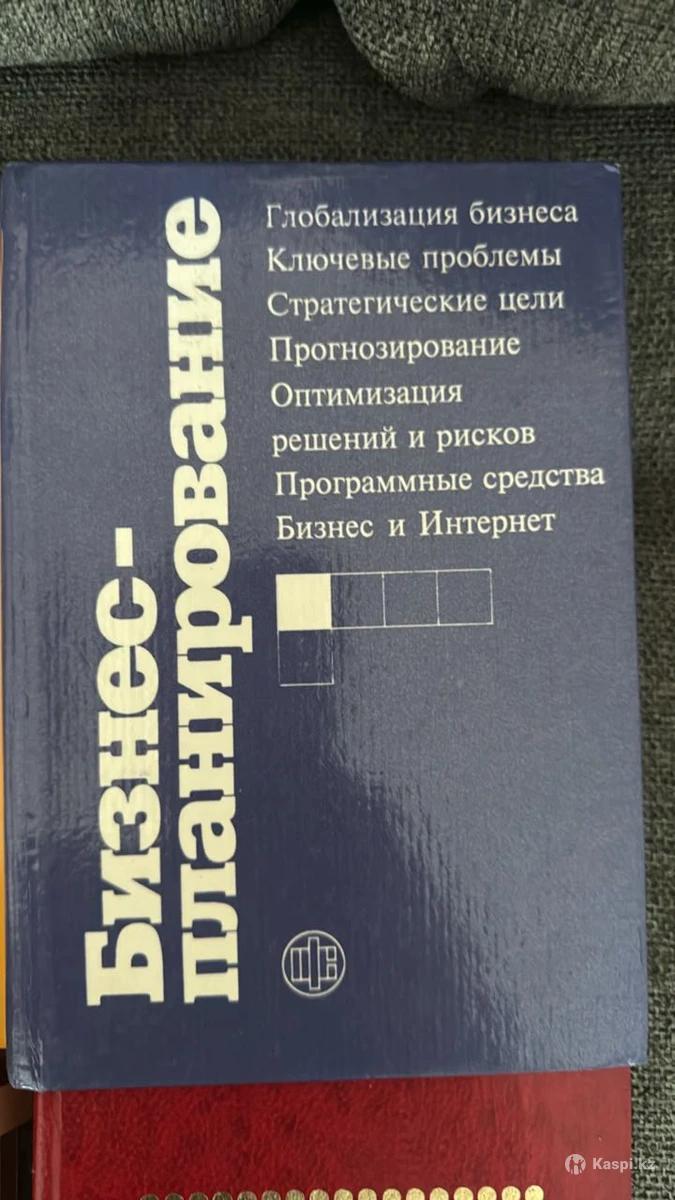 Бизнес-
планирование
Глобализация бизнеса
Ключевые проблемы
Стратегические цели
Прогнозирование
Оптимизация
решений и рисков
Программные средства
Бизнес и Интернет
Kaspi.kz